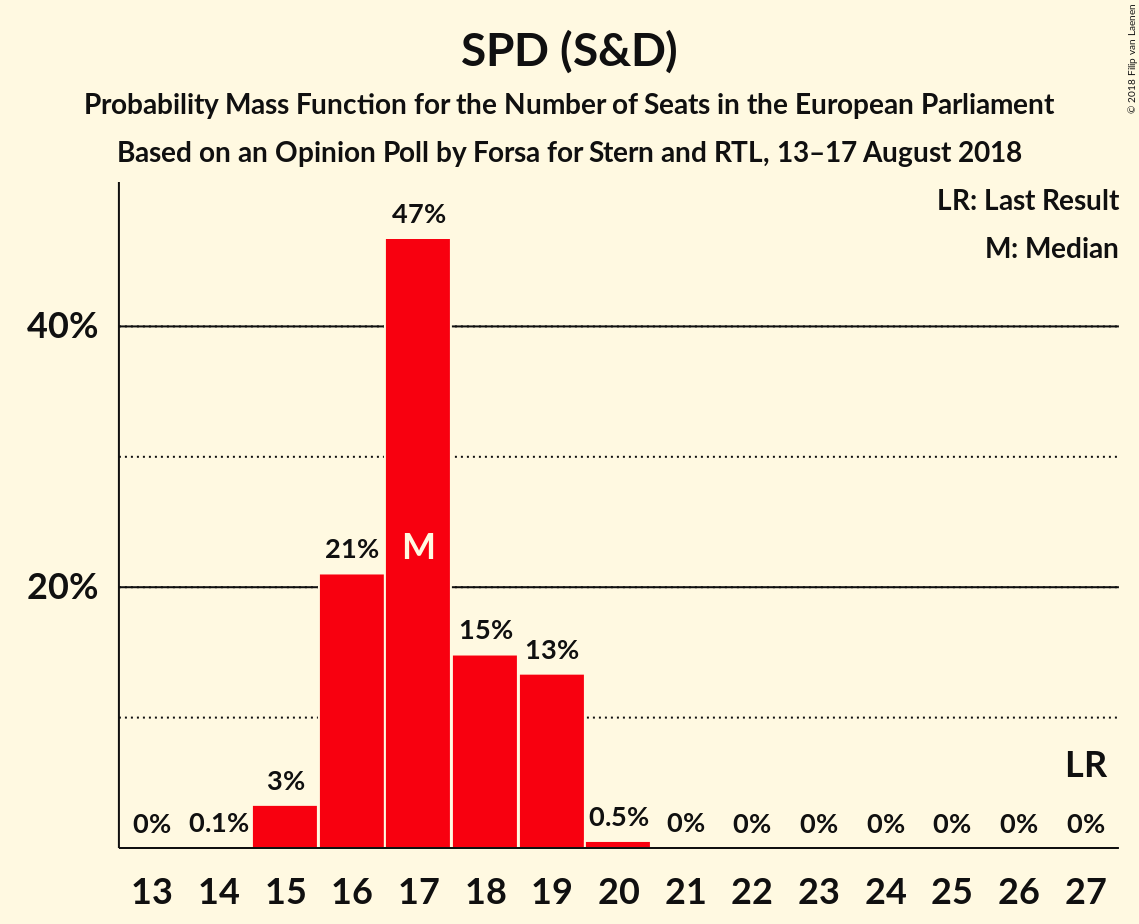 SPD (S&D)
Probability Mass Function for the Number of Seats in the European Parliament
Based on an Opinion Poll by Forsa for Stern and RTL, 13–17 August 2018
© 2018 Filip van Laenen
LR: Last Result
M: Median
47%
40%
21%
M
20%
15%
13%
LR
3%
0% 0.1% 0.5% 0% 0% 0% 0% 0% 0% 0%
13 14 15 16 17 18 19 20 21 22 23 24 25 26 27